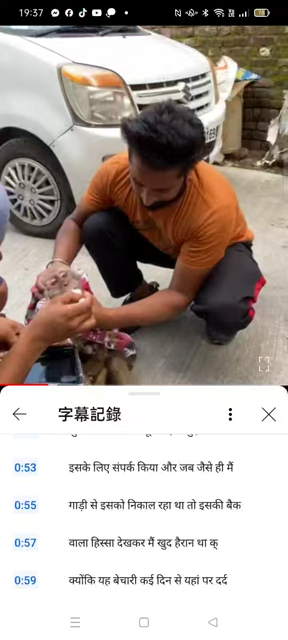 19:37
字幕記錄
0:53 इसके लिए संपर्क किया और जब जैसे ही मैं
0:55 गाड़ी से इसको निकाल रहा था तो इसकी बैक
0:57 वाला हिस्सा देखकर मैं खुद हैरान था क्
0:59 क्योंकि यह बेचारी कई दिन से यहां पर दर्द